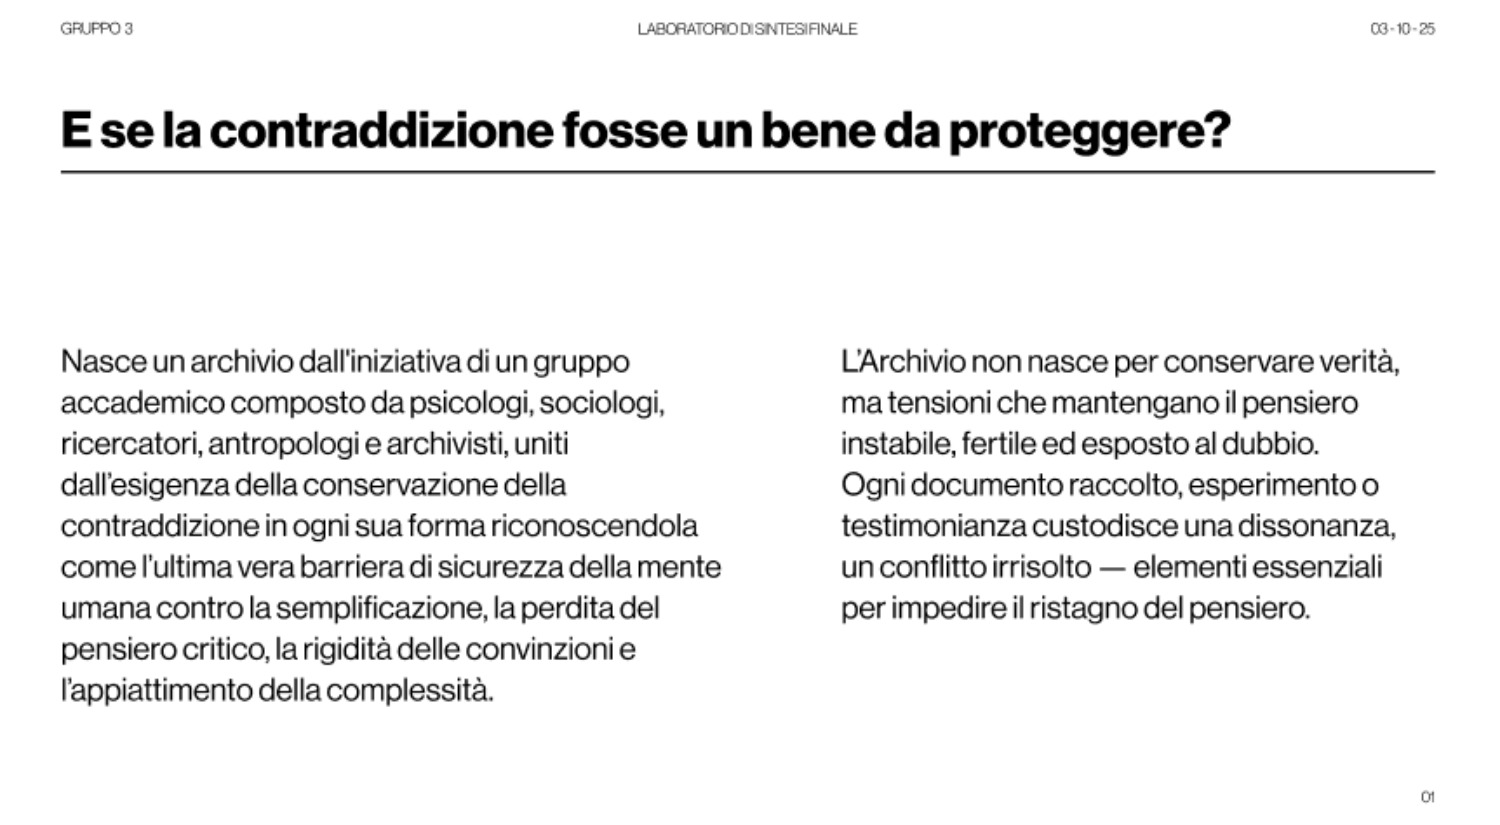 GRUPPO 3
LABORATORIO DI SINTESI FINALE
03-10-25
E se la contraddizione fosse un bene da proteggere?
Nasce un archivio dall'iniziativa di un gruppo
accademico composto da psicologi, sociologi,
ricercatori, antropologi e archivisti, uniti
dall’esigenza della conservazione della
contraddizione in ogni sua forma riconoscendola
come l’ultima vera barriera di sicurezza della mente
umana contro la semplificazione, la perdita del
pensiero critico, la rigidità delle convinzioni e
l’appiattimento della complessità.
L’Archivio non nasce per conservare verità,
ma tensioni che mantengano il pensiero
instabile, fertile ed esposto al dubbio.
Ogni documento raccolto, esperimento o
testimonianza custodisce una dissonanza,
un conflitto irrisolto — elementi essenziali
per impedire il ristagno del pensiero.
01